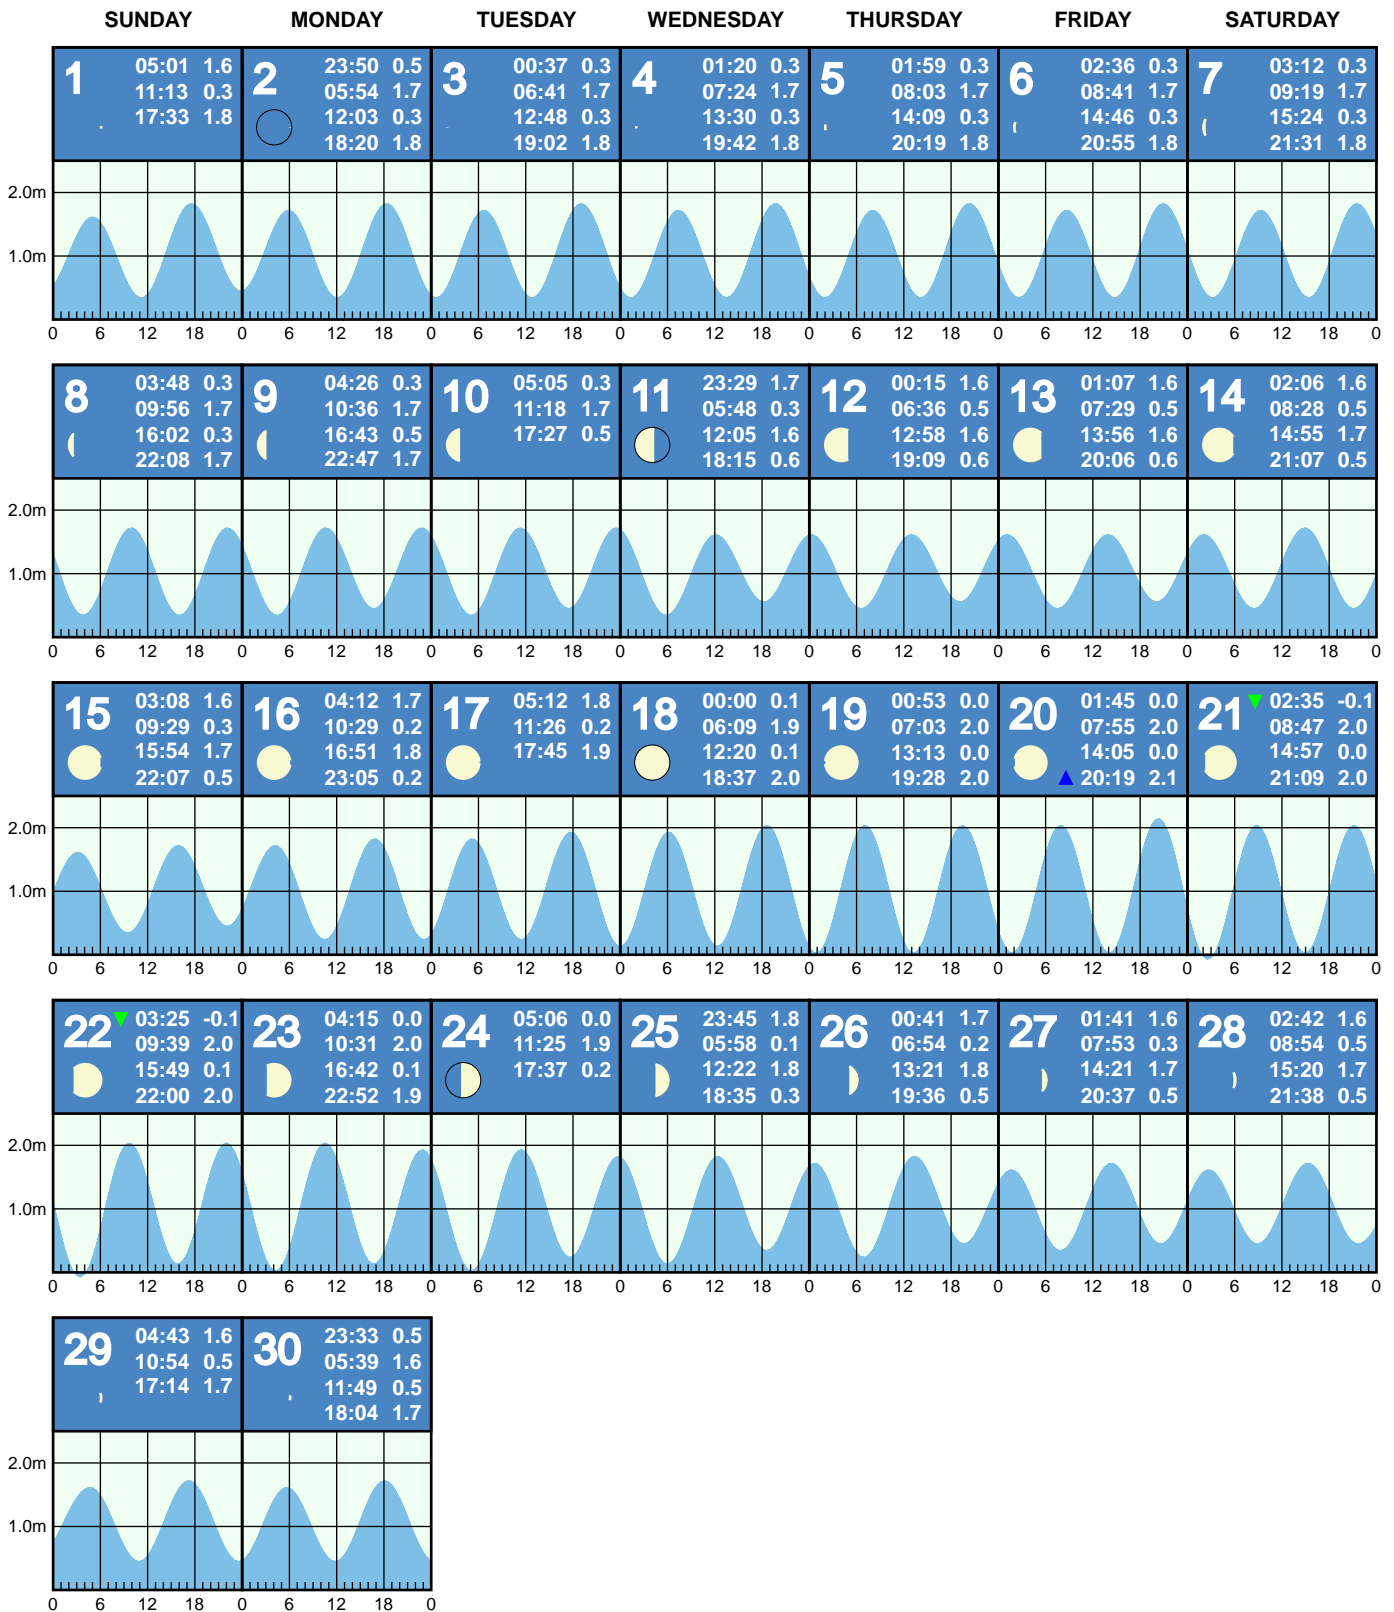 SUNDAY MONDAY TUESDAY WEDNESDAY THURSDAY FRIDAY SATURDAY
1 05:01 1.6
11:13 0.3
17:33 1.8
2 23:50 0.5
05:54 1.7
12:03 0.3
18:20 1.8
3 00:37 0.3
06:41 1.7
12:48 0.3
19:02 1.8
4 01:20 0.3
07:24 1.7
13:30 0.3
19:42 1.8
5 01:59 0.3
08:03 1.7
14:09 0.3
20:19 1.8
6 02:36 0.3
08:41 1.7
14:46 0.3
20:55 1.8
7 03:12 0.3
09:19 1.7
15:24 0.3
21:31 1.8
2.0m
1.0m
0 6 12 18 0 6 12 18 0 6 12 18 0 6 12 18 0 6 12 18 0 6 12 18 0 6 12 18 0
8 03:48 0.3
09:56 1.7
16:02 0.3
22:08 1.7
9 04:26 0.3
10:36 1.7
16:43 0.5
22:47 1.7
10 05:05 0.3
11:18 1.7
17:27 0.5
11 23:29 1.7
05:48 0.3
12:05 1.6
18:15 0.6
12 00:15 1.6
06:36 0.5
12:58 1.6
19:09 0.6
13 01:07 1.6
07:29 0.5
13:56 1.6
20:06 0.6
14 02:06 1.6
08:28 0.5
14:55 1.7
21:07 0.5
2.0m
1.0m
0 6 12 18 0 6 12 18 0 6 12 18 0 6 12 18 0 6 12 18 0 6 12 18 0 6 12 18 0
15 03:08 1.6
09:29 0.3
15:54 1.7
22:07 0.5
16 04:12 1.7
10:29 0.2
16:51 1.8
23:05 0.2
17 05:12 1.8
11:26 0.2
17:45 1.9
18 00:00 0.1
06:09 1.9
12:20 0.1
18:37 2.0
19 00:53 0.0
07:03 2.0
13:13 0.0
19:28 2.0
20 01:45 0.0
07:55 2.0
14:05 0.0
20:19 2.1
21 02:35 -0.1
08:47 2.0
14:57 0.0
21:09 2.0
2.0m
1.0m
0 6 12 18 0 6 12 18 0 6 12 18 0 6 12 18 0 6 12 18 0 6 12 18 0 6 12 18 0
22 03:25 -0.1
09:39 2.0
15:49 0.1
22:00 2.0
23 04:15 0.0
10:31 2.0
16:42 0.1
22:52 1.9
24 05:06 0.0
11:25 1.9
17:37 0.2
25 23:45 1.8
05:58 0.1
12:22 1.8
18:35 0.3
26 00:41 1.7
06:54 0.2
13:21 1.8
19:36 0.5
27 01:41 1.6
07:53 0.3
14:21 1.7
20:37 0.5
28 02:42 1.6
08:54 0.5
15:20 1.7
21:38 0.5
2.0m
1.0m
0 6 12 18 0 6 12 18 0 6 12 18 0 6 12 18 0 6 12 18 0 6 12 18 0 6 12 18 0
29 04:43 1.6
10:54 0.5
17:14 1.7
30 23:33 0.5
05:39 1.6
11:49 0.5
18:04 1.7
2.0m
1.0m
0 6 12 18 0 6 12 18 0